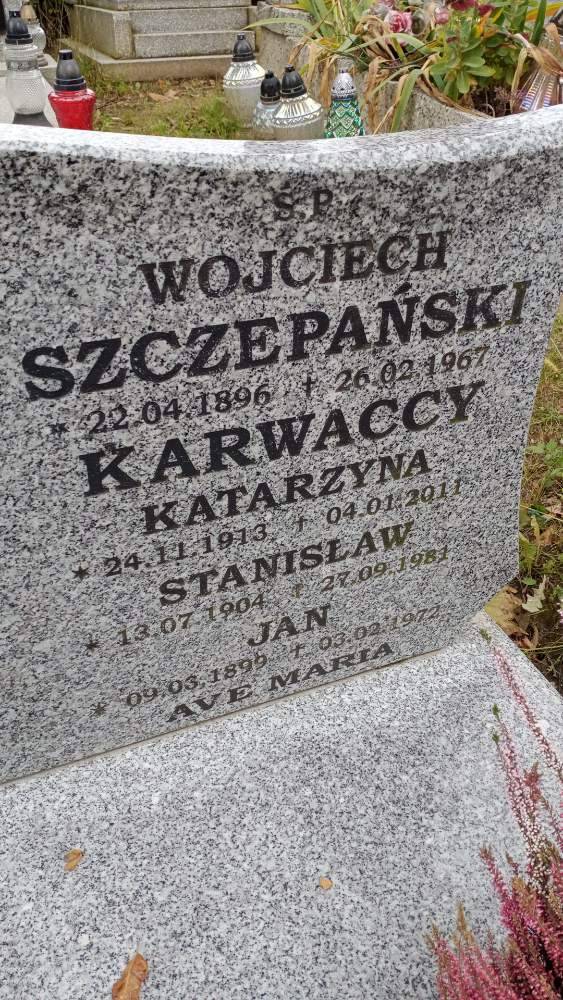 Ś.P.
WOJCIECH
SZCZEPAŃSKI
* 22.04.1896 † 26.02.1967
KARWACCY
KATARZYNA
* 24.11.1913 † 04.01.2011
STANISŁAW
* 13.07.1904 † 27.09.1981
JAN
* 09.03.1899 † 03.02.1972
AVE MARIA